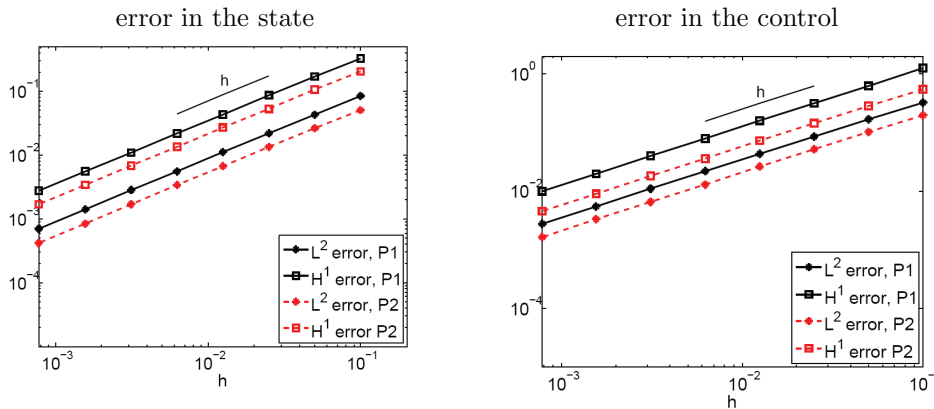 error in the state
10^-1
10^-2
10^-3
10^-4
h
L^2 error, P1
H^1 error, P1
L^2 error, P2
H^1 error P2
10^-3
10^-2
10^-1
h
error in the control
10^0
10^-2
10^-4
h
L^2 error, P1
H^1 error, P1
L^2 error, P2
H^1 error P2
10^-3
10^-2
10^-
h